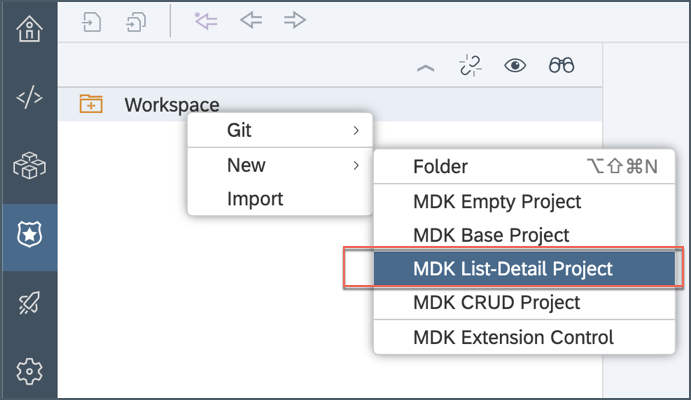 Workspace
Git
New
Import
Folder ⌥⇧⌘N
MDK Empty Project
MDK Base Project
MDK List-Detail Project
MDK CRUD Project
MDK Extension Control